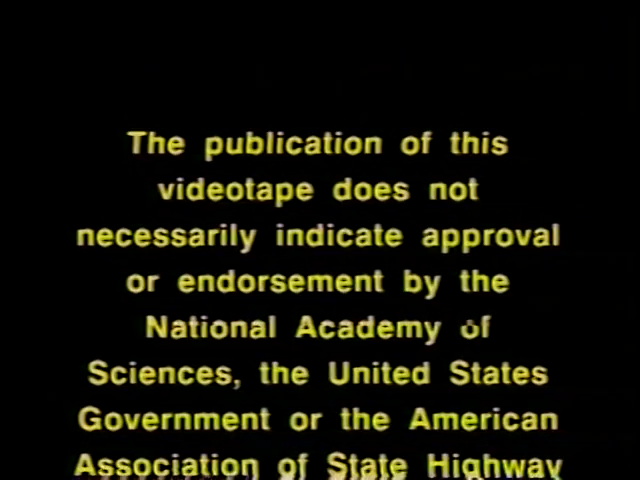 The publication of this
videotape does not
necessarily indicate approval
or endorsement by the
National Academy of
Sciences, the United States
Government or the American
Association of State Highway